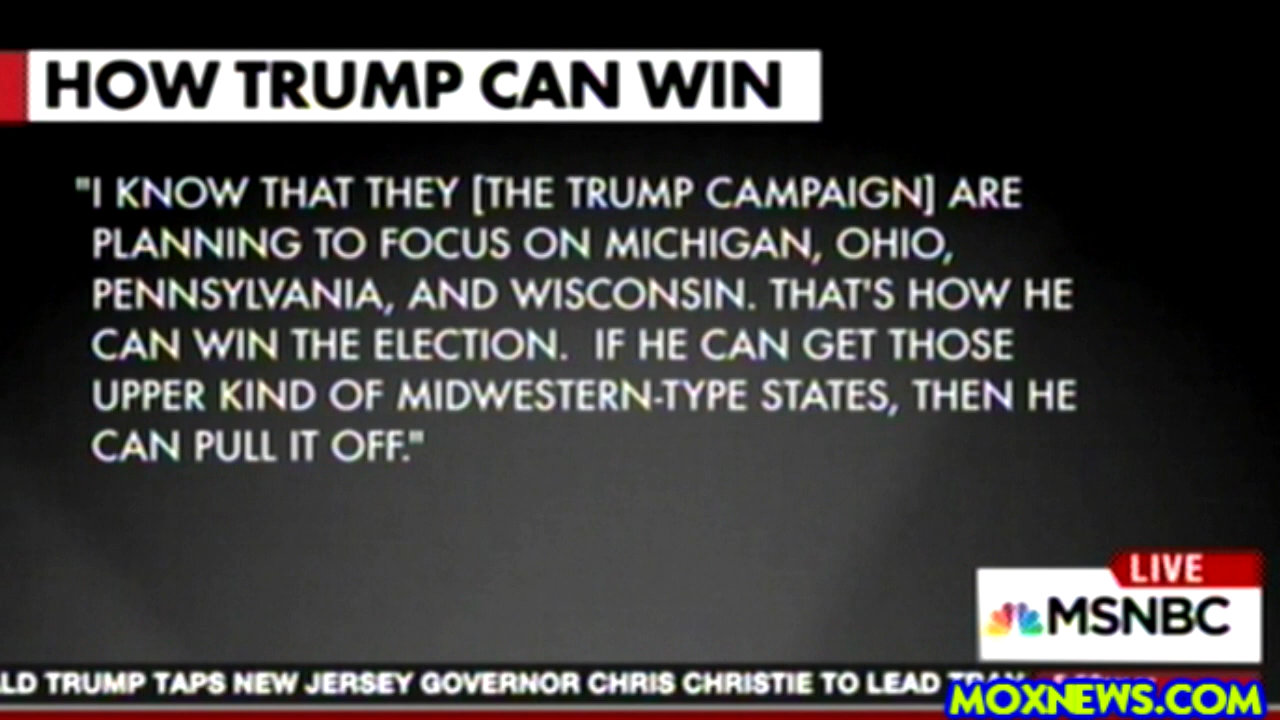 HOW TRUMP CAN WIN
"I KNOW THAT THEY [THE TRUMP CAMPAIGN] ARE
PLANNING TO FOCUS ON MICHIGAN, OHIO,
PENNSYLVANIA, AND WISCONSIN. THAT'S HOW HE
CAN WIN THE ELECTION. IF HE CAN GET THOSE
UPPER KIND OF MIDWESTERN-TYPE STATES, THEN HE
CAN PULL IT OFF."
LIVE
MSNBC
LD TRUMP TAPS NEW JERSEY GOVERNOR CHRIS CHRISTIE TO LEAD
MOXNEWS.COM